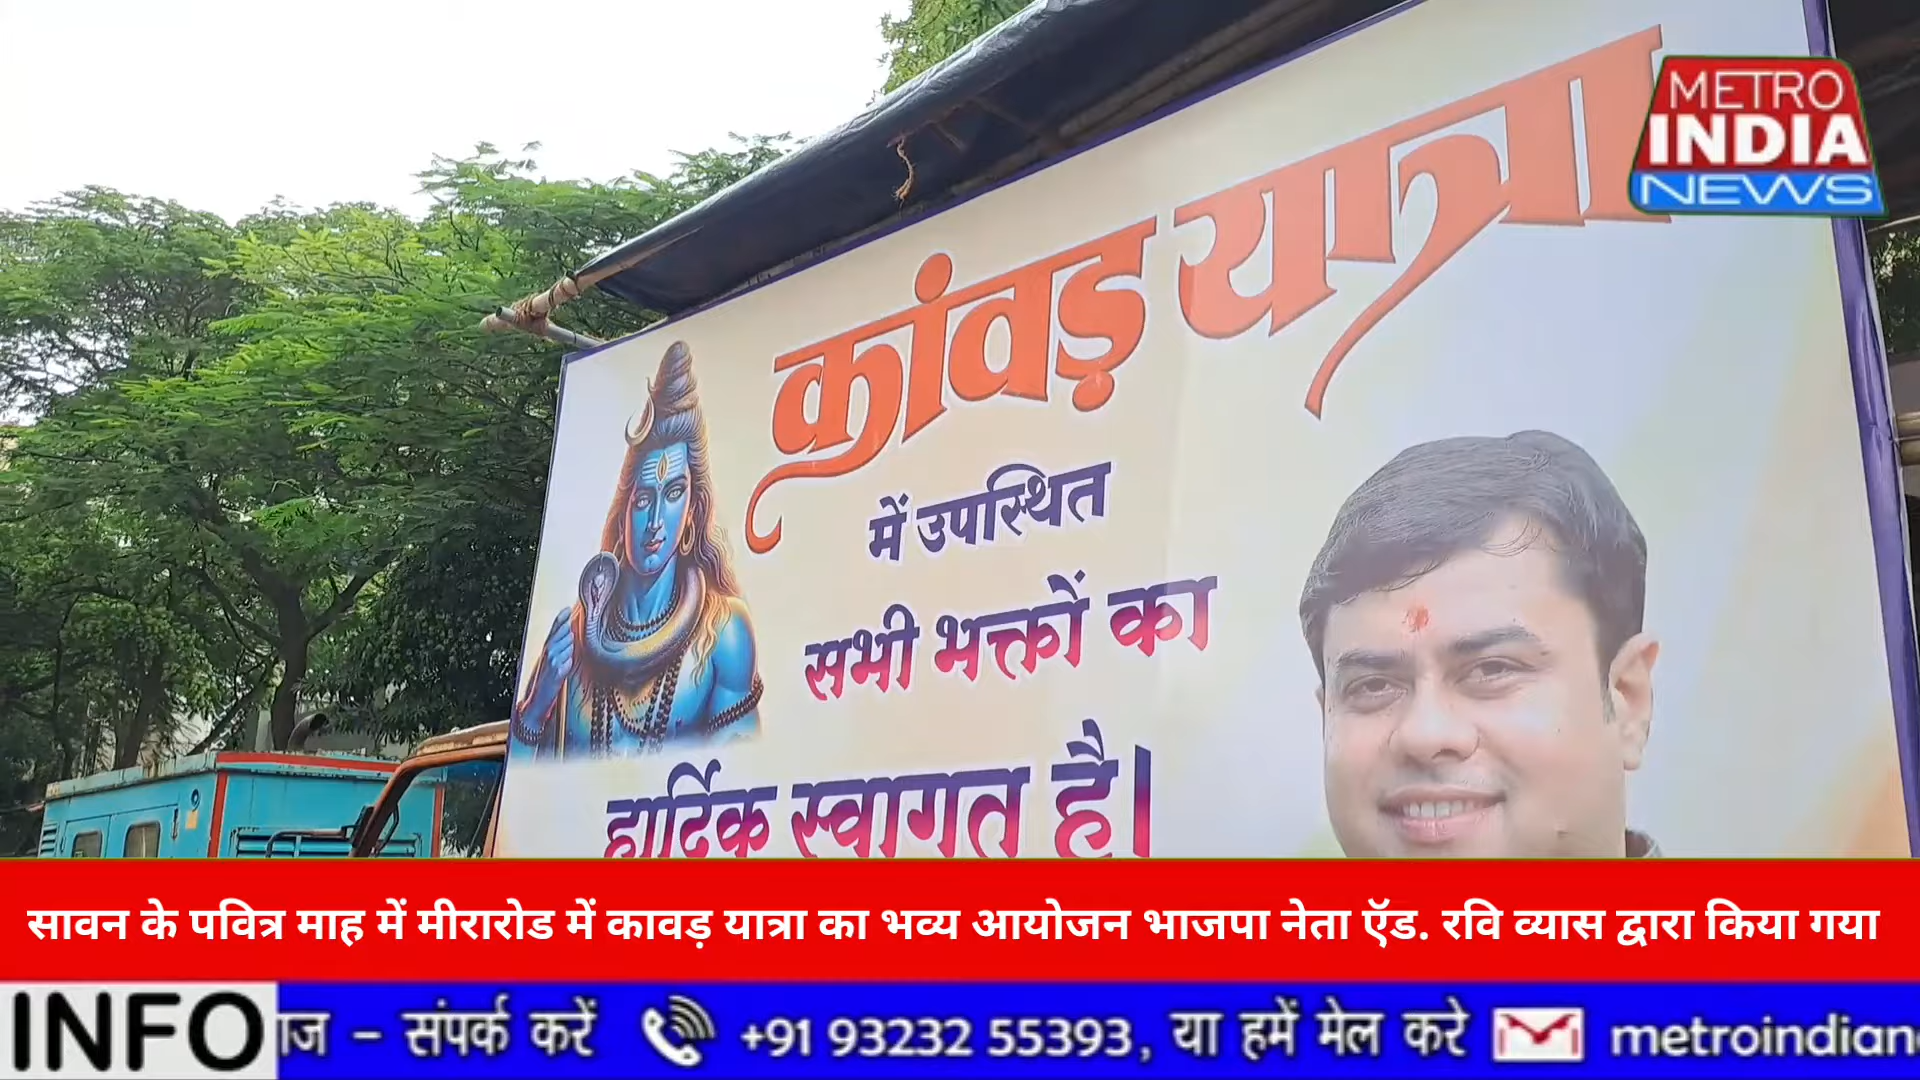 METRO
INDIA
NEWS
कांवड़ यात्रा
में उपस्थित
सभी भक्तों का
हार्दिक स्वागत है।
सावन के पवित्र माह में मीरारोड में कावड़ यात्रा का भव्य आयोजन भाजपा नेता ऍड. रवि व्यास द्वारा किया गया
INFO – संपर्क करें +91 93232 55393, या हमें मेल करे